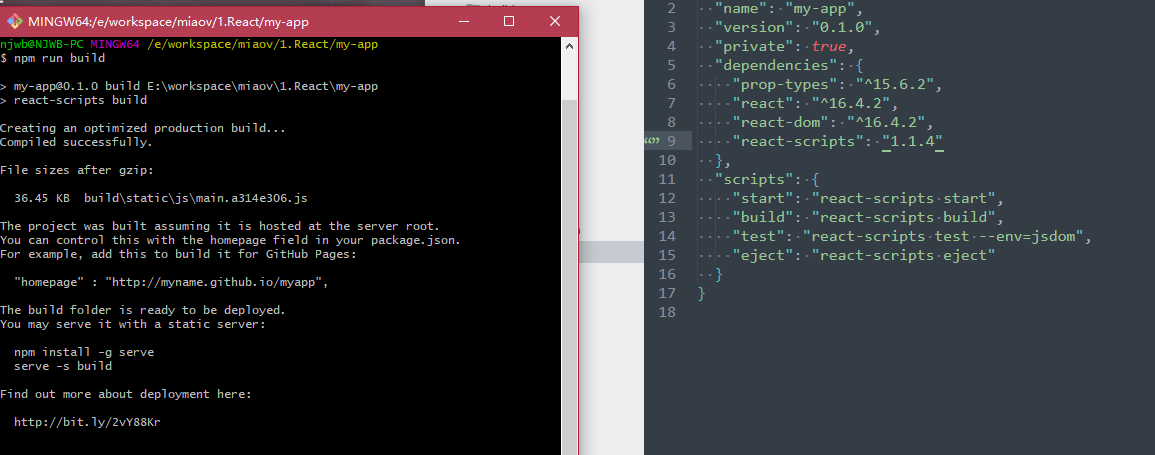 MINGW64:/e/workspace/miaov/1.React/my-app
njwb@NJWB-PC MINGW64 /e/workspace/miaov/1.React/my-app
$ npm run build
> my-app@0.1.0 build E:\workspace\miaov\1.React\my-app
> react-scripts build
Creating an optimized production build...
Compiled successfully.
File sizes after gzip:
36.45 KB  build\static\js\main.a314e306.js
The project was built assuming it is hosted at the server root.
You can control this with the homepage field in your package.json.
For example, add this to build it for GitHub Pages:
"homepage" : "http://myname.github.io/myapp",
The build folder is ready to be deployed.
You may serve it with a static server:
npm install -g serve
serve -s build
Find out more about deployment here:
http://bit.ly/2vY88Kr
2 "name": "my-app",
3 "version": "0.1.0",
4 "private": true,
5 "dependencies": {
6 "prop-types": "^15.6.2",
7 "react": "^16.4.2",
8 "react-dom": "^16.4.2",
9 "react-scripts": "1.1.4"
10 },
11 "scripts": {
12 "start": "react-scripts start",
13 "build": "react-scripts build",
14 "test": "react-scripts test --env=jsdom",
15 "eject": "react-scripts eject"
16 }
17 }
18